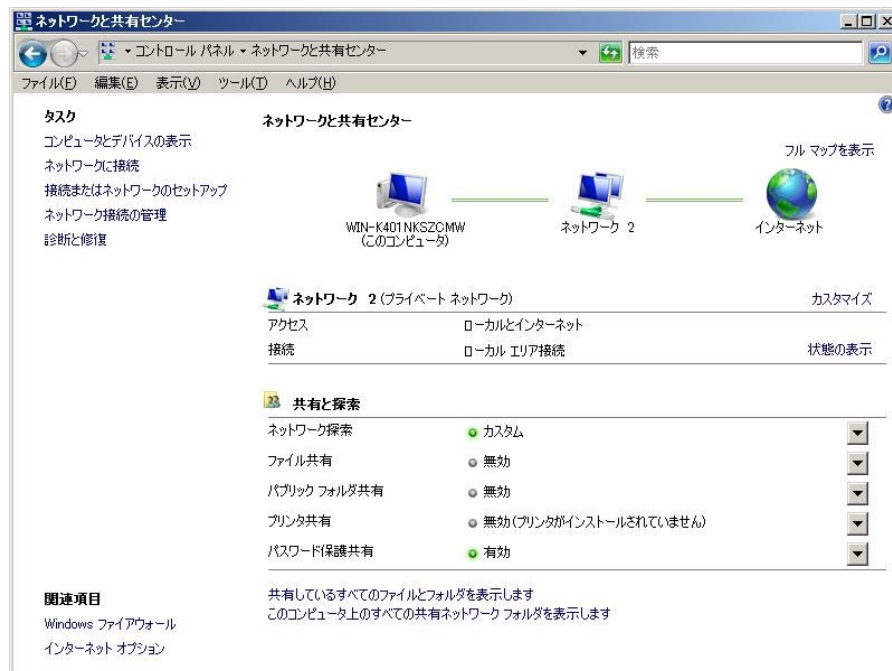 ネットワークと共有センター
コントロール パネル ネットワークと共有センター 検索
ファイル(F) 編集(E) 表示(V) ツール(T) ヘルプ(H)
タスク
コンピュータとデバイスの表示
ネットワークに接続
接続またはネットワークのセットアップ
ネットワーク接続の管理
診断と修復
ネットワークと共有センター
フル マップを表示
WIN-K401NKSZCMW
(このコンピュータ)
ネットワーク 2
インターネット
ネットワーク 2 (プライベート ネットワーク) カスタマイズ
アクセス ローカルとインターネット
接続 ローカル エリア接続 状態の表示
共有と探索
ネットワーク探索 カスタム
ファイル共有 無効
パブリック フォルダ共有 無効
プリンタ共有 無効(プリンタがインストールされていません)
パスワード保護共有 有効
共有しているすべてのファイルとフォルダを表示します
このコンピュータ上のすべての共有ネットワーク フォルダを表示します
関連項目
Windows ファイアウォール
インターネット オプション